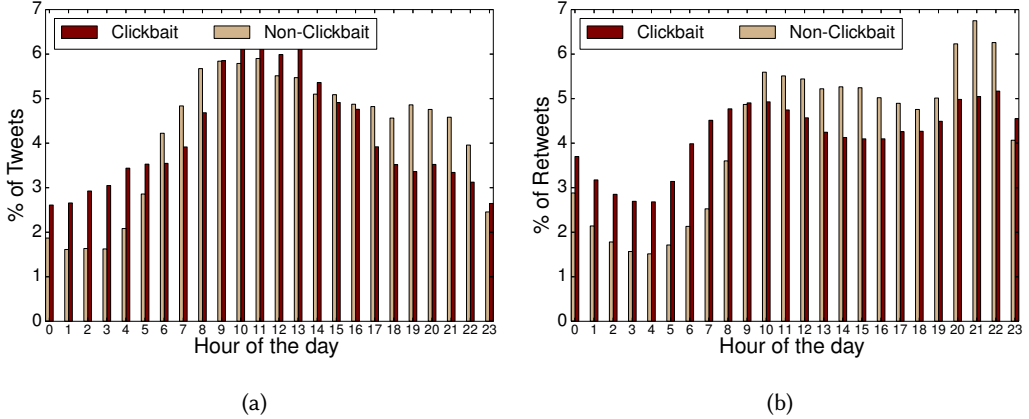 7
6
5
4
3
2
1
0
% of Tweets
Clickbait Non-Clickbait
0 1 2 3 4 5 6 7 8 9 10 11 12 13 14 15 16 17 18 19 20 21 22 23
Hour of the day
(a)
7
6
5
4
3
2
1
0
% of Retweets
Clickbait Non-Clickbait
0 1 2 3 4 5 6 7 8 9 10 11 12 13 14 15 16 17 18 19 20 21 22 23
Hour of the day
(b)